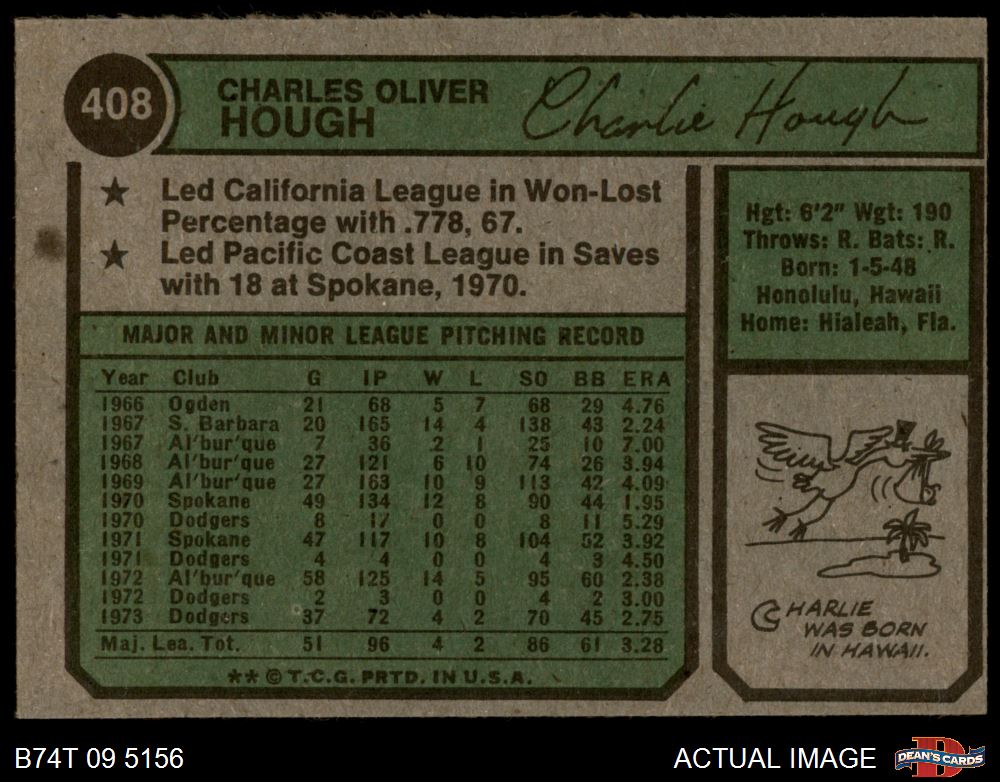 408
CHARLES OLIVER
HOUGH
Charlie Hough
★ Led California League in Won-Lost
Percentage with .778, 67.
★ Led Pacific Coast League in Saves
with 18 at Spokane, 1970.
Hgt: 6'2" Wgt: 190
Throws: R. Bats: R.
Born: 1-5-48
Honolulu, Hawaii
Home: Hialeah, Fla.
MAJOR AND MINOR LEAGUE PITCHING RECORD
Year Club G IP W L SO BB ERA
1966 Ogden 21 68 5 7 68 29 4.76
1967 S. Barbara 20 165 14 4 138 43 2.24
1967 Al'bur'que 7 36 2 1 25 10 7.00
1968 Al'bur'que 27 121 6 10 74 26 3.94
1969 Al'bur'que 27 163 10 9 113 42 4.09
1970 Spokane 49 134 12 8 90 44 1.95
1970 Dodgers 8 17 0 0 8 11 5.29
1971 Spokane 47 117 10 8 104 52 3.92
1971 Dodgers 4 4 0 0 4 3 4.50
1972 Al'bur'que 58 125 14 5 95 60 2.38
1972 Dodgers 2 3 0 0 4 2 3.00
1973 Dodgers 37 72 4 2 70 45 2.75
Maj. Lea. Tot. 51 96 4 2 86 61 3.28
** © T.C.G. PRTD. IN U.S.A.
CHARLIE
WAS BORN
IN HAWAII.
B74T 09 5156
ACTUAL IMAGE
D
DEAN'S CARDS